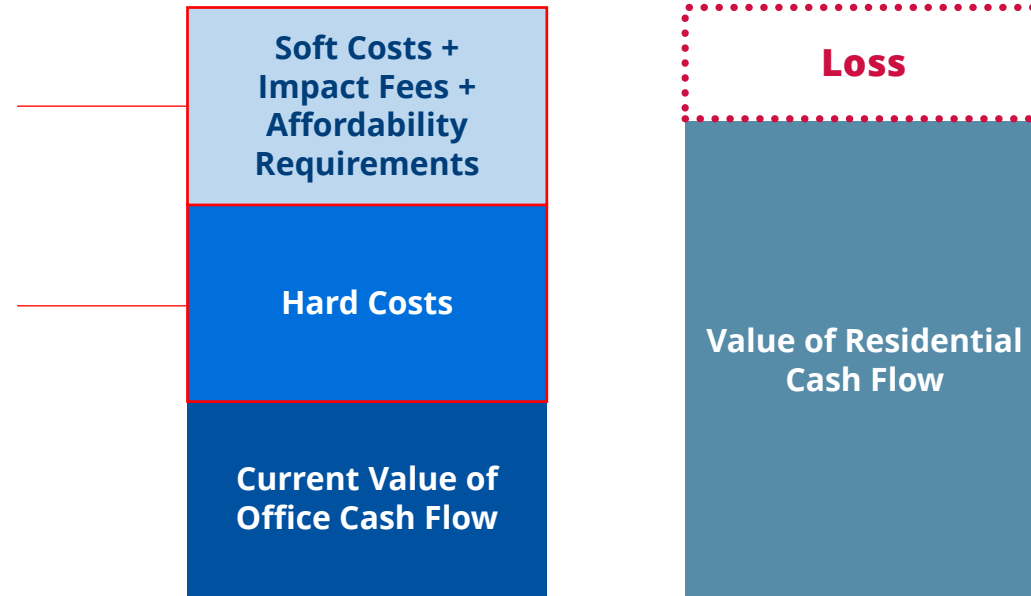 Soft Costs +
Impact Fees +
Affordability
Requirements
Hard Costs
Current Value of
Office Cash Flow
Loss
Value of Residential
Cash Flow